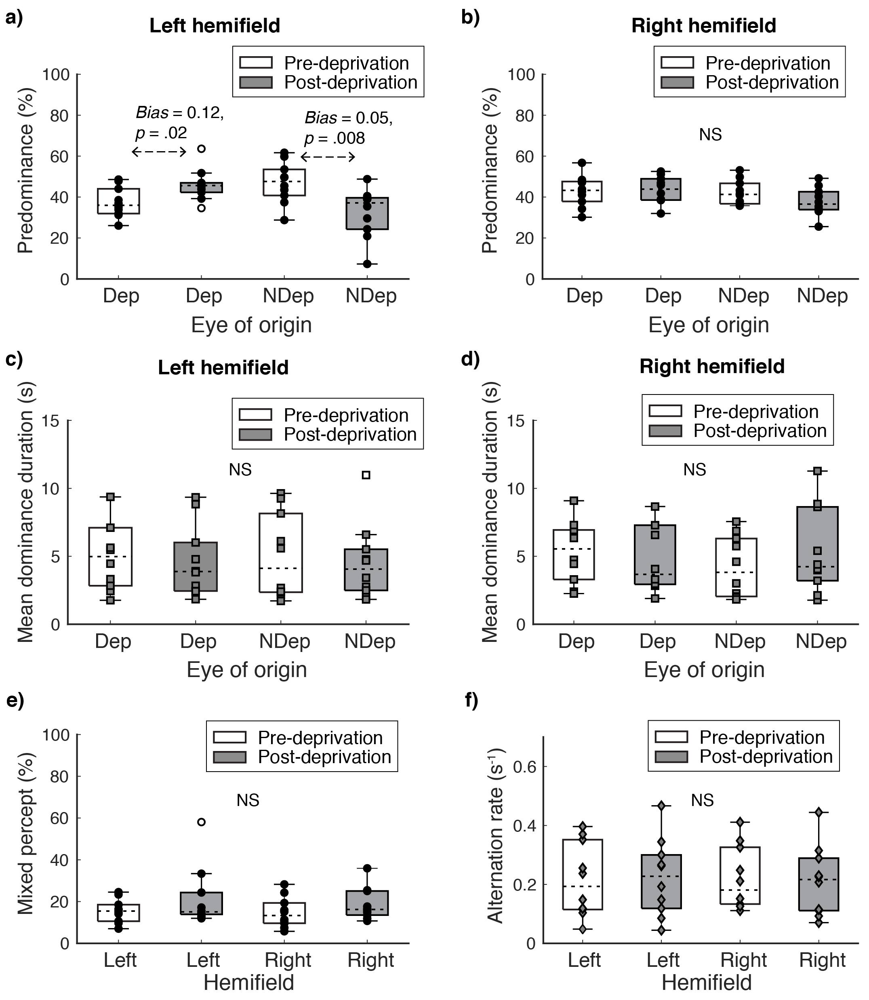 a)
Left hemifield
Pre-deprivation
Post-deprivation
Predominance (%)
100
80
60
40
20
0
Bias = 0.12,
p = .02
Bias = 0.05,
p = .008
Dep
Dep
NDep
NDep
Eye of origin
b)
Right hemifield
Pre-deprivation
Post-deprivation
Predominance (%)
100
80
60
40
20
0
NS
Dep
Dep
NDep
NDep
Eye of origin
c)
Left hemifield
Pre-deprivation
Post-deprivation
Mean dominance duration (s)
15
10
5
0
NS
Dep
Dep
NDep
NDep
Eye of origin
d)
Right hemifield
Pre-deprivation
Post-deprivation
Mean dominance duration (s)
15
10
5
0
NS
Dep
Dep
NDep
NDep
Eye of origin
e)
Pre-deprivation
Post-deprivation
Mixed percept (%)
100
80
60
40
20
0
NS
Left
Left
Right
Right
Hemifield
f)
Pre-deprivation
Post-deprivation
Alternation rate (s⁻¹)
0.6
0.4
0.2
0
NS
Left
Left
Right
Right
Hemifield